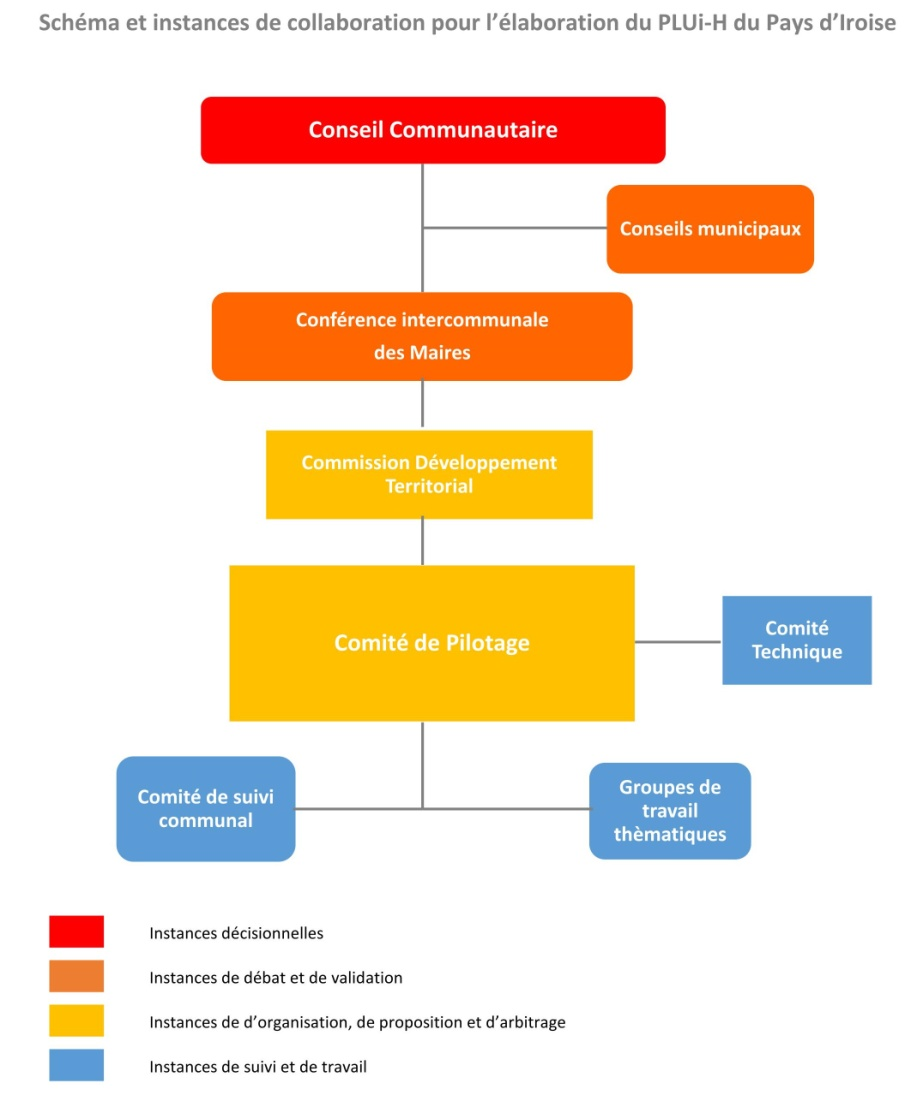 Schéma et instances de collaboration pour l’élaboration du PLUi-H du Pays d’Iroise
Conseil Communautaire
Conseils municipaux
Conférence intercommunale
des Maires
Commission Développement
Territorial
Comité de Pilotage
Comité
Technique
Comité de suivi
communal
Groupes de
travail
thèmatiques
Instances décisionnelles
Instances de débat et de validation
Instances de d’organisation, de proposition et d’arbitrage
Instances de suivi et de travail